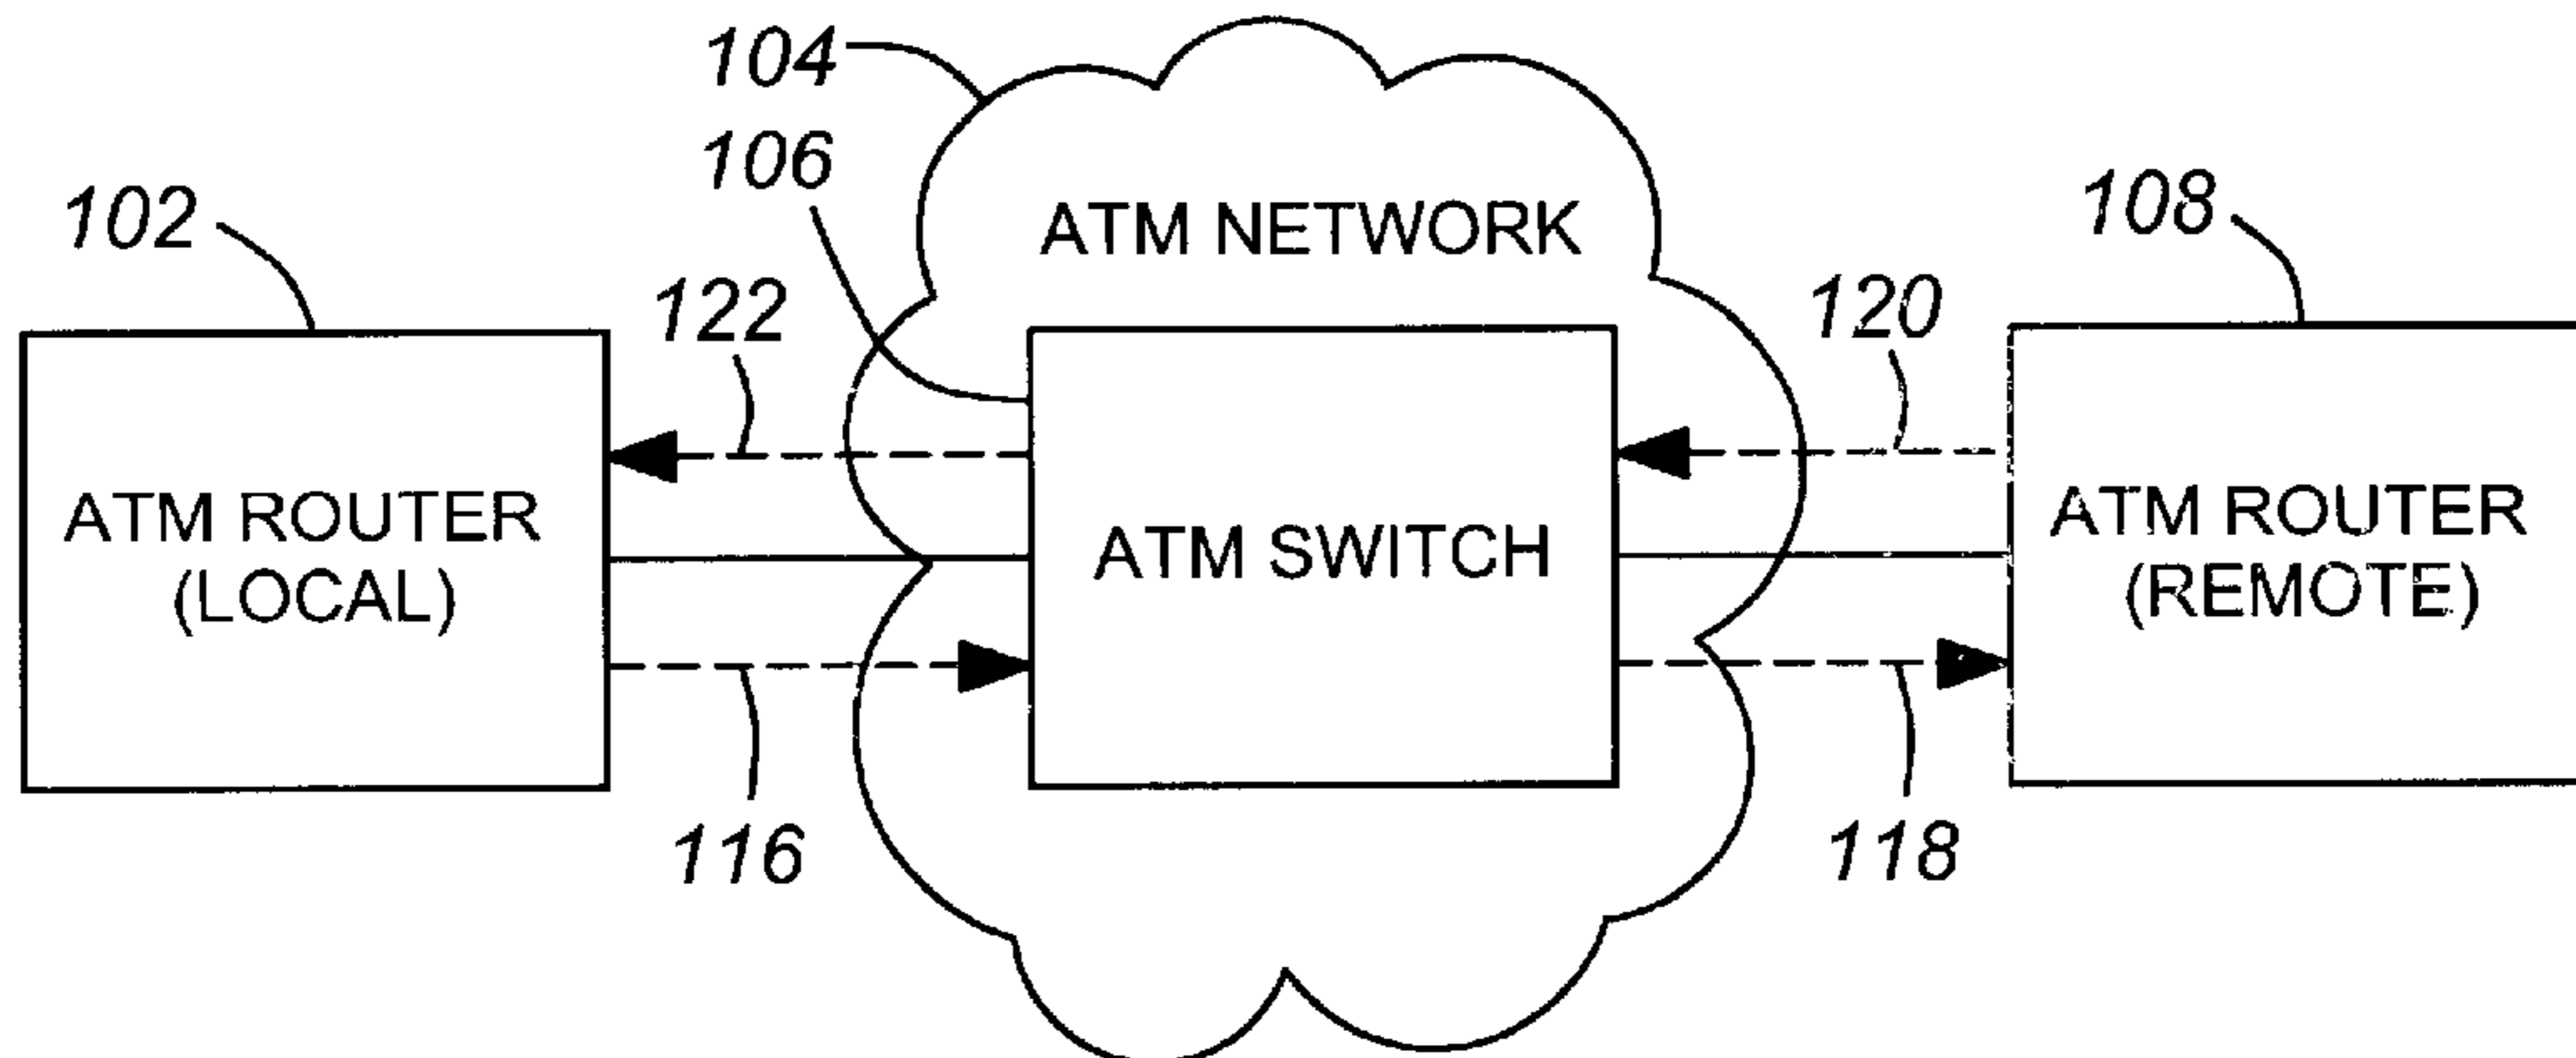 104
106
102
ATM NETWORK
108
122
120
ATM ROUTER
(LOCAL)
ATM SWITCH
ATM ROUTER
(REMOTE)
116
118